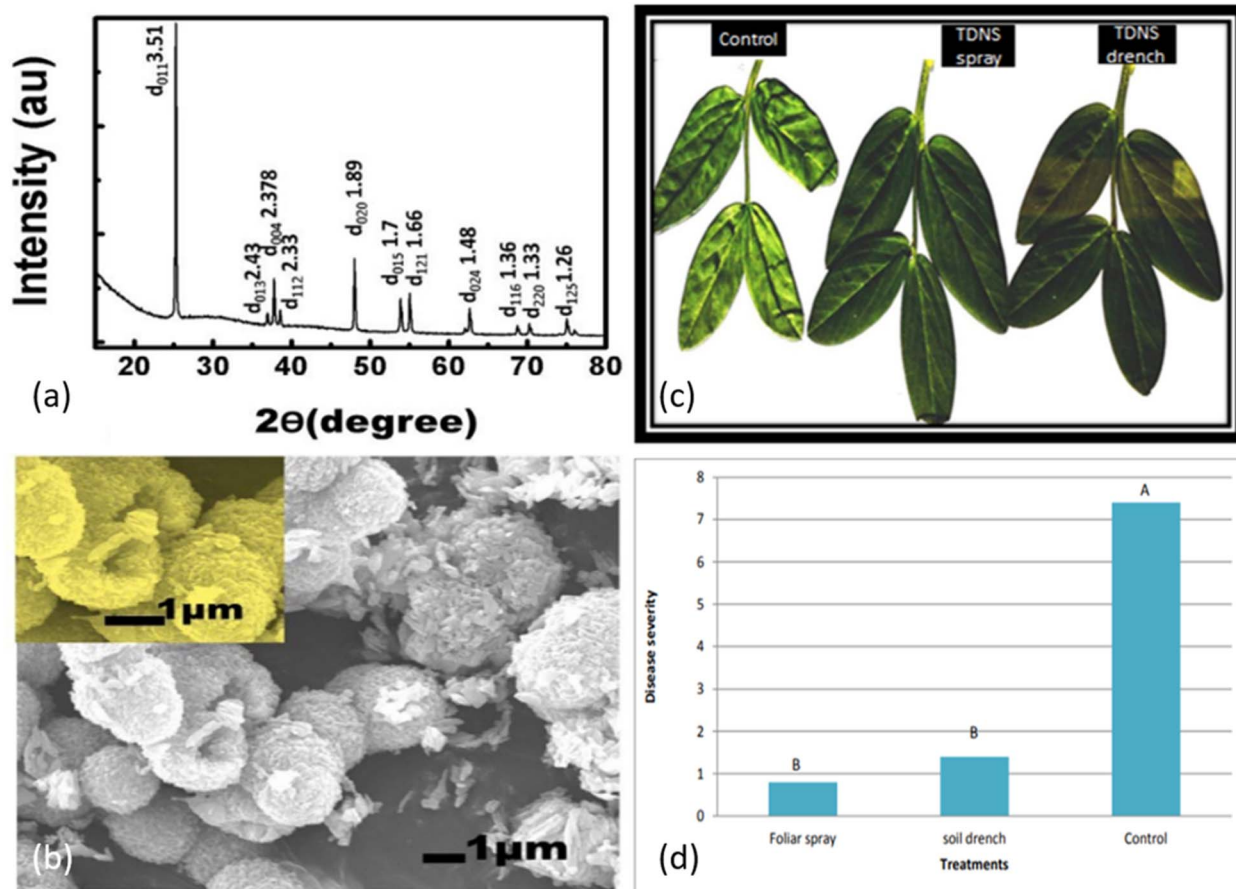 Intensity (au)
d011 3.51
d013 2.43
d004 2.378
d112 2.33
d020 1.89
d015 1.7
d121 1.66
d024 1.48
d116 1.36
d220 1.33
d125 1.26
20 30 40 50 60 70 80
2Θ(degree)
(a)
Control
TDNS
spray
TDNS
drench
(c)
1μm
1μm
(b)
8
7
6
5
4
3
2
1
0
Disease severity
B
B
A
Foliar spray soil drench Control
Treatments
(d)